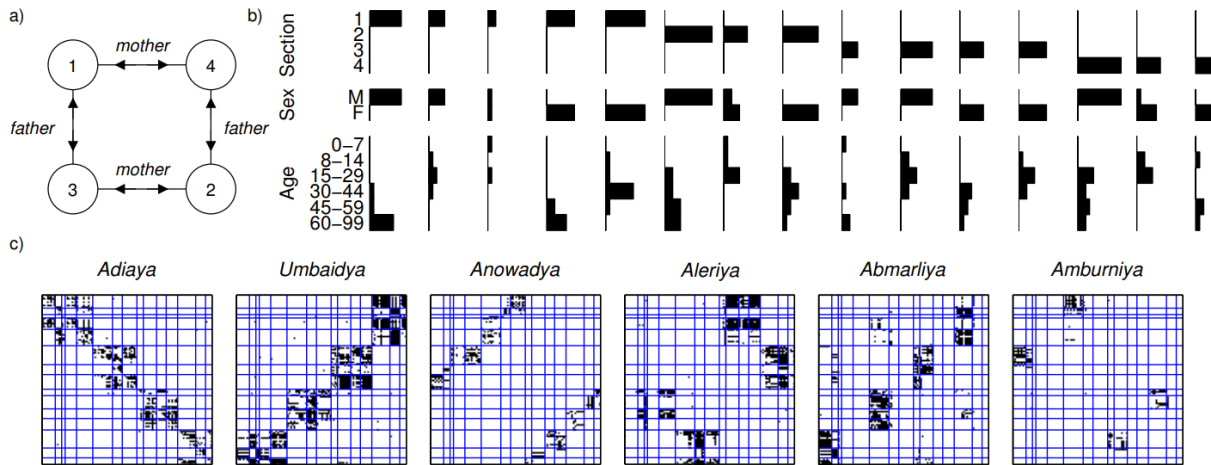 a)
mother
1
4
father
father
mother
3
2
b)
Section
1
2
3
4
Sex
M
F
Age
0−7
8−14
15−29
30−44
45−59
60−99
c)
Adiaya
Umbaidya
Anowadya
Aleriya
Abmarliya
Amburniya